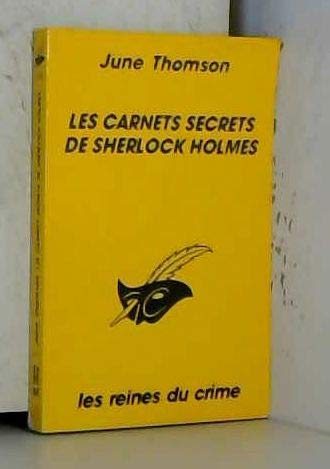 June Thomson
LES CARNETS SECRETS
DE SHERLOCK HOLMES
les reines du crime